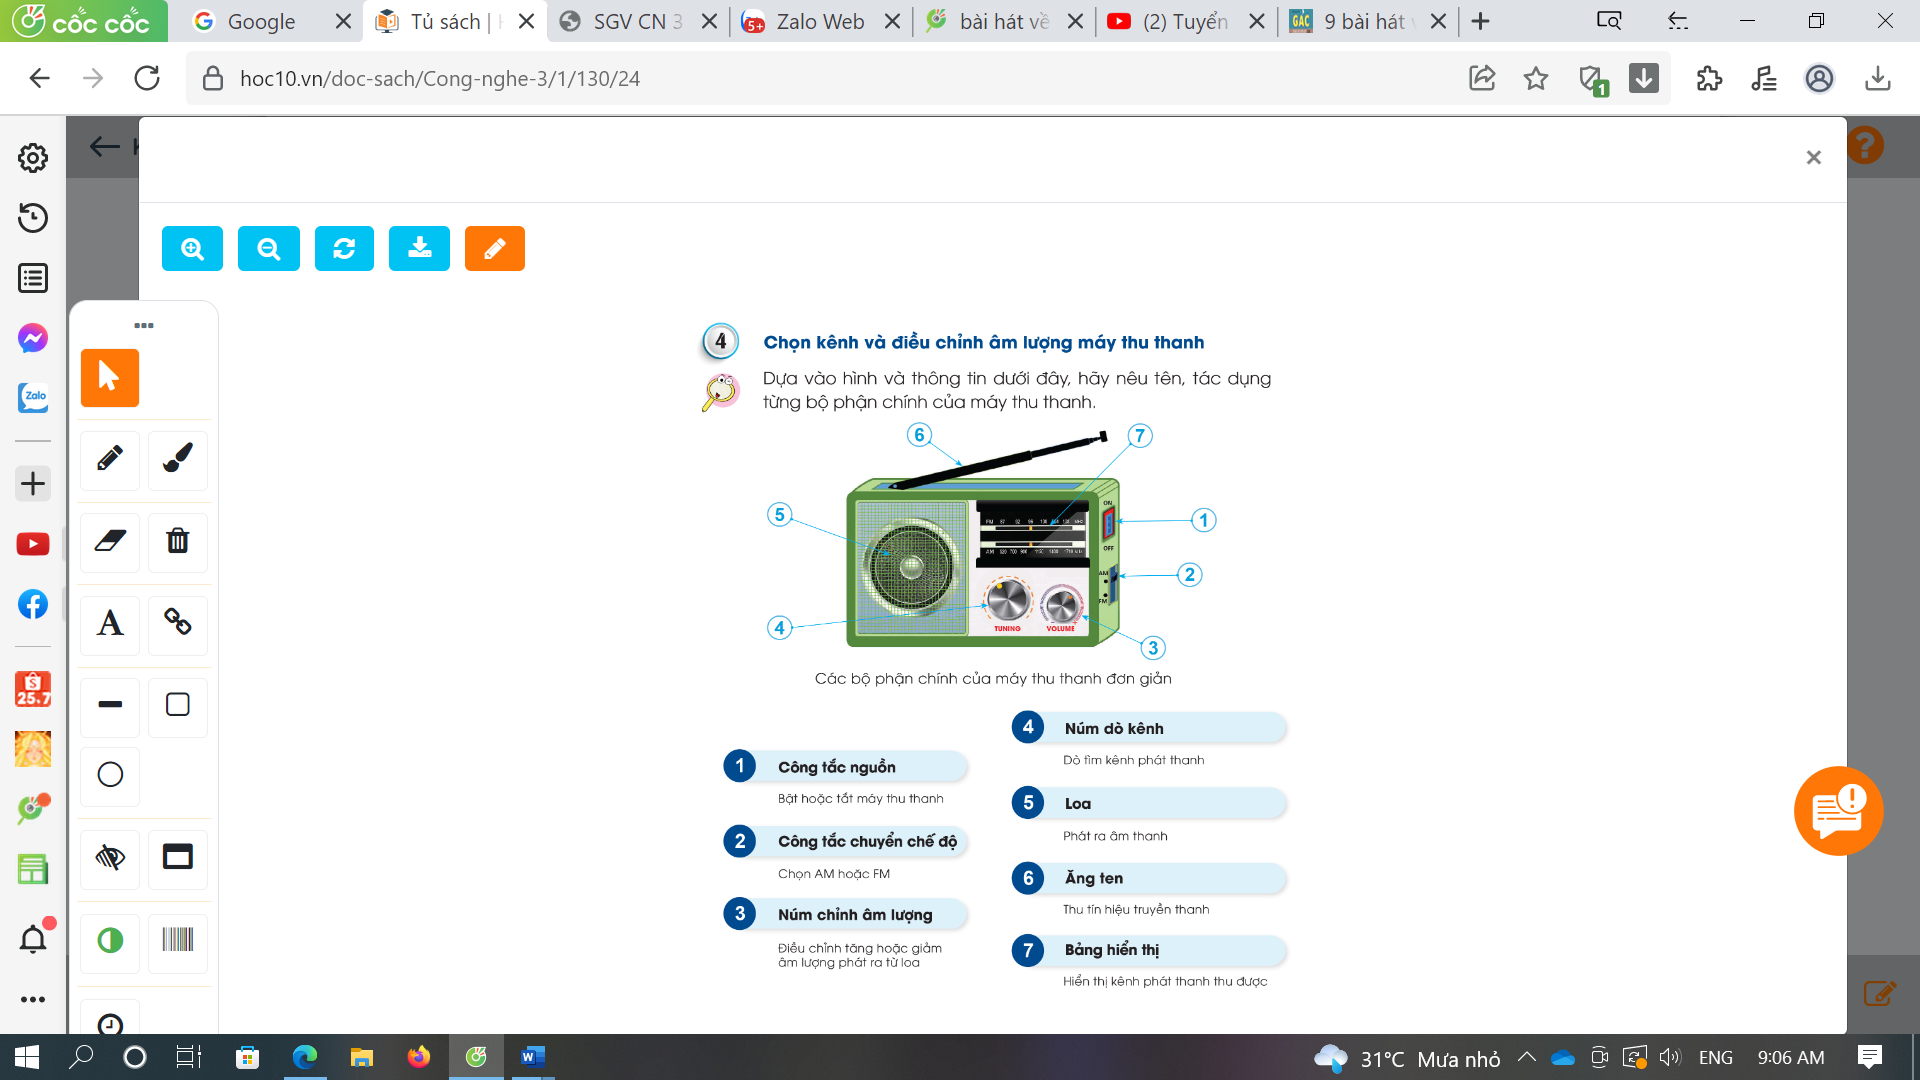 cốc cốc
Google
Tủ sách |
SGV CN 3
Zalo Web
bài hát về
(2) Tuyển
9 bài hát
hoc10.vn/doc-sach/Cong-nghe-3/1/130/24
4
Chọn kênh và điều chỉnh âm lượng máy thu thanh
Dựa vào hình và thông tin dưới đây, hãy nêu tên, tác dụng
từng bộ phận chính của máy thu thanh.
6
7
5
1
2
4
3
ON
OFF
AM
FM
TUNING
VOLUME
Các bộ phận chính của máy thu thanh đơn giản
1 Công tắc nguồn
Bật hoặc tắt máy thu thanh
2 Công tắc chuyển chế độ
Chọn AM hoặc FM
3 Núm chỉnh âm lượng
Điều chỉnh tăng hoặc giảm
âm lượng phát ra từ loa
4 Núm dò kênh
Dò tìm kênh phát thanh
5 Loa
Phát ra âm thanh
6 Ăng ten
Thu tín hiệu truyền thanh
7 Bảng hiển thị
Hiển thị kênh phát thanh thu được
Zalo
25.7
A
31°C Mưa nhỏ
ENG
9:06 AM